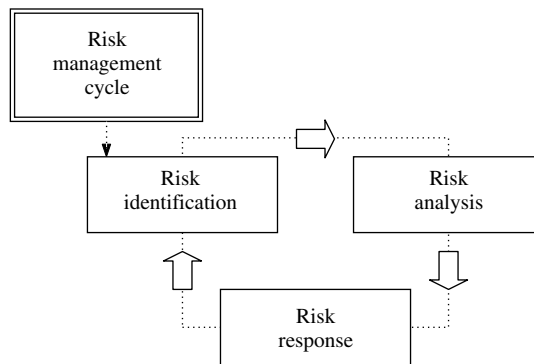 Risk
management
cycle
Risk
identification
Risk
analysis
Risk
response